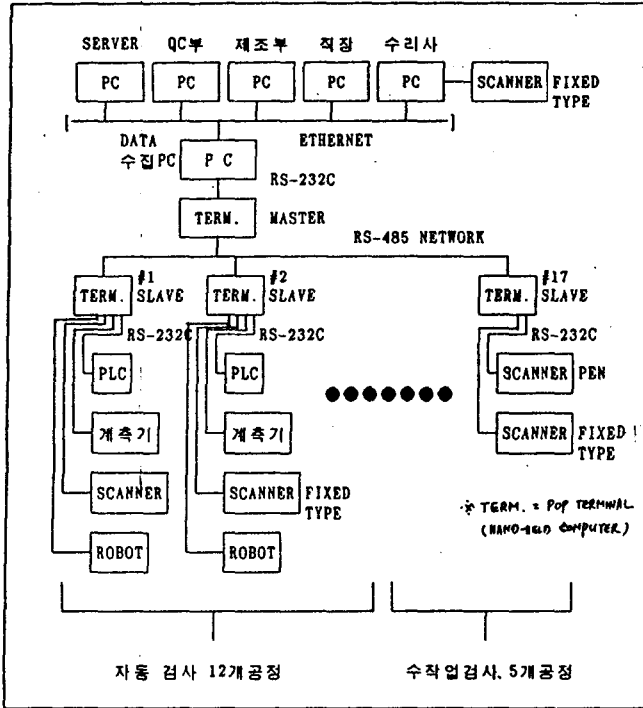 SERVER QC부 제조부 직장 수리사
PC PC PC PC PC SCANNER FIXED TYPE
DATA 수집PC ETHERNET
PC
RS-232C
TERM. MASTER
RS-485 NETWORK
#1 SLAVE #2 SLAVE #17 SLAVE
TERM. TERM. TERM.
RS-232C RS-232C RS-232C
PLC PLC SCANNER PEN
계측기 계측기 SCANNER FIXED TYPE
SCANNER SCANNER FIXED TYPE
※ TERM. = POP TERMINAL
(HAND-HELD COMPUTER)
ROBOT ROBOT
자동 검사 12개공정 수작업검사, 5개공정